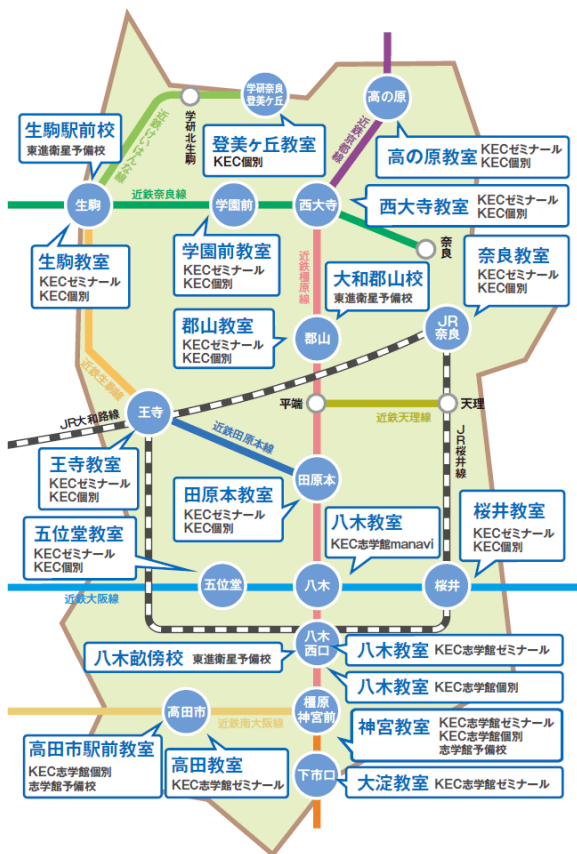 学研奈良
登美ケ丘
高の原
近鉄けいはんな線
学研北生駒
近鉄京都線
生駒駅前校
東進衛星予備校
登美ヶ丘教室
KEC個別
高の原教室 KECゼミナール
KEC個別
生駒
近鉄奈良線
学園前
西大寺
西大寺教室 KECゼミナール
KEC個別
奈良
生駒教室
KECゼミナール
KEC個別
学園前教室
KECゼミナール
KEC個別
近鉄橿原線
大和郡山校
東進衛星予備校
奈良教室
KECゼミナール
KEC個別
郡山教室
KECゼミナール
KEC個別
郡山
JR
奈良
近鉄生駒線
JR大和路線
王寺
近鉄田原本線
平端
近鉄天理線
天理
JR桜井線
王寺教室
KECゼミナール
KEC個別
田原本
田原本教室
KECゼミナール
KEC個別
五位堂教室
KECゼミナール
KEC個別
八木教室
KEC志学館manavi
桜井教室
KECゼミナール
KEC個別
近鉄大阪線
五位堂
八木
桜井
八木
西口
八木畝傍校 東進衛星予備校
八木教室 KEC志学館ゼミナール
八木教室 KEC志学館個別
高田市
近鉄南大阪線
橿原
神宮前
神宮教室 KEC志学館ゼミナール
KEC志学館個別
志学館予備校
高田市駅前教室
KEC志学館個別
志学館予備校
高田教室
KEC志学館ゼミナール
下市口
大淀教室 KEC志学館ゼミナール